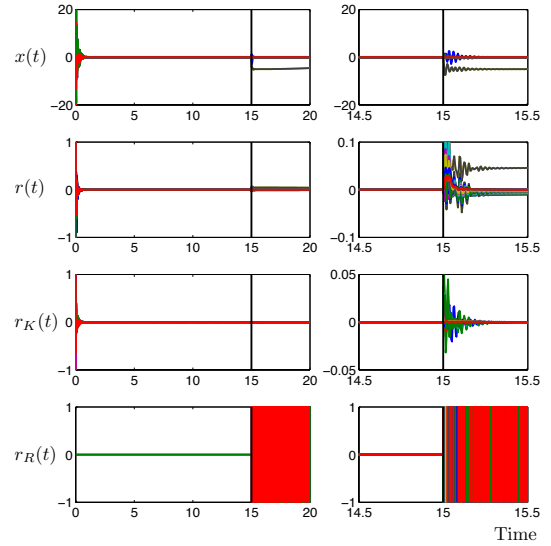 20 20
x(t) 0 0
−20 −20
0 5 10 15 20 14.5 15 15.5
1 0.1
r(t) 0 0
−1 −0.1
0 5 10 15 20 14.5 15 15.5
1 0.05
r_K(t) 0 0
−1 −0.05
0 5 10 15 20 14.5 15 15.5
1 1
r_R(t) 0 0
−1 −1
0 5 10 15 20 14.5 15 15.5
Time